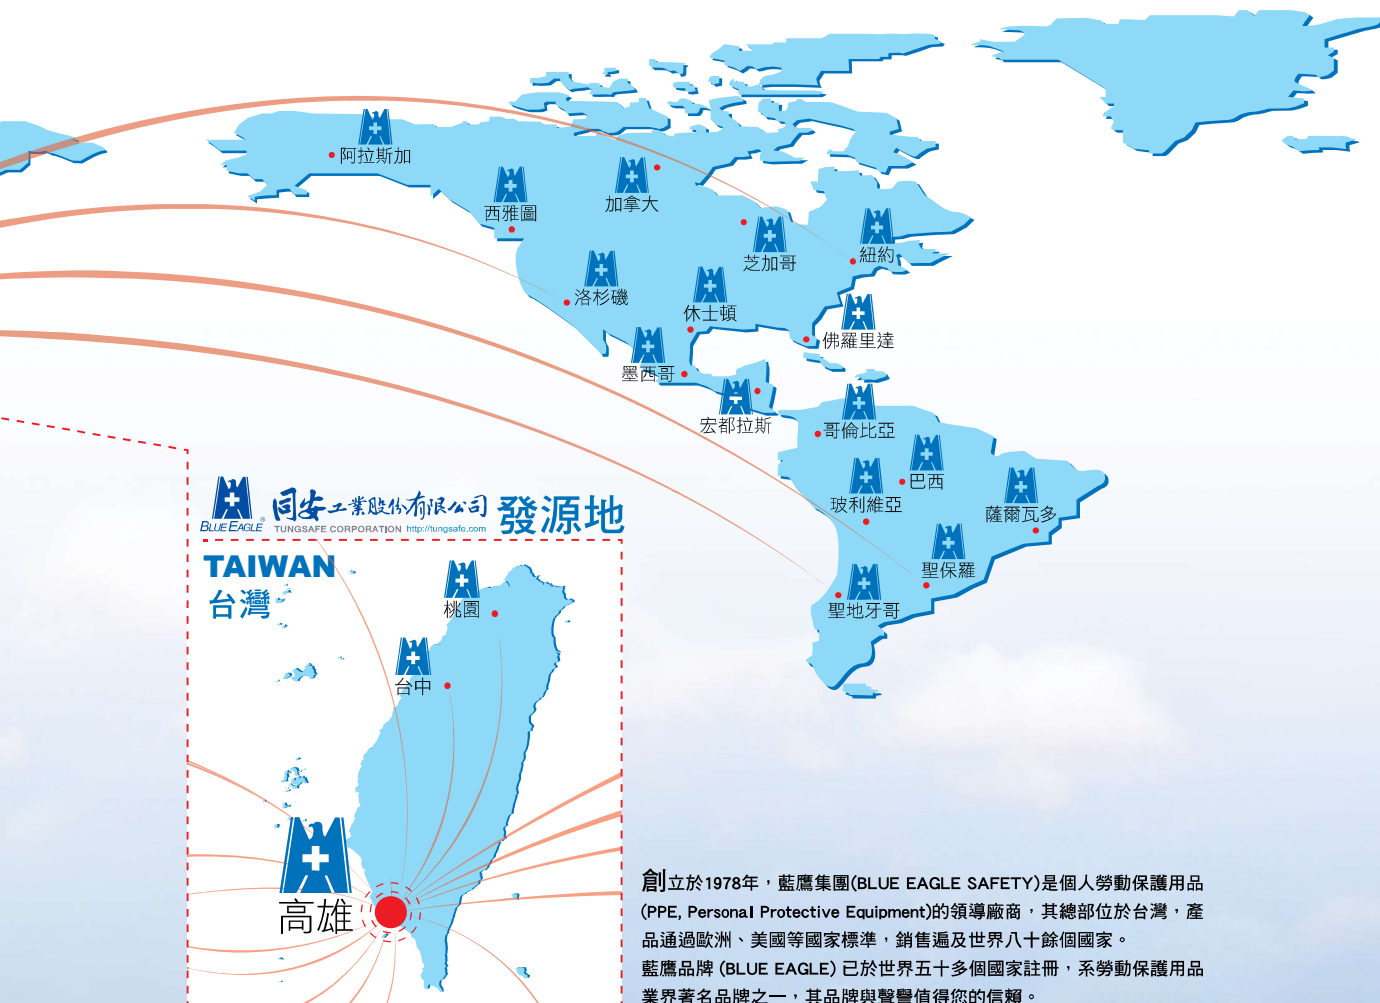 阿拉斯加
西雅圖
加拿大
芝加哥
紐約
洛杉磯
休士頓
佛羅里達
墨西哥
宏都拉斯
哥倫比亞
巴西
玻利維亞
薩爾瓦多
聖保羅
聖地牙哥
BLUE EAGLE®
同安工業股份有限公司
TUNGSAFE CORPORATION http://tungsafe.com
發源地
TAIWAN
台灣
桃園
台中
高雄
創立於1978年，藍鷹集團(BLUE EAGLE SAFETY)是個人勞動保護用品
(PPE, Personal Protective Equipment)的領導廠商，其總部位於台灣，產
品通過歐洲、美國等國家標準，銷售遍及世界八十餘個國家。
藍鷹品牌 (BLUE EAGLE) 已於世界五十多個國家註冊，系勞動保護用品
業界著名品牌之一，其品牌與聲譽值得您的信賴。